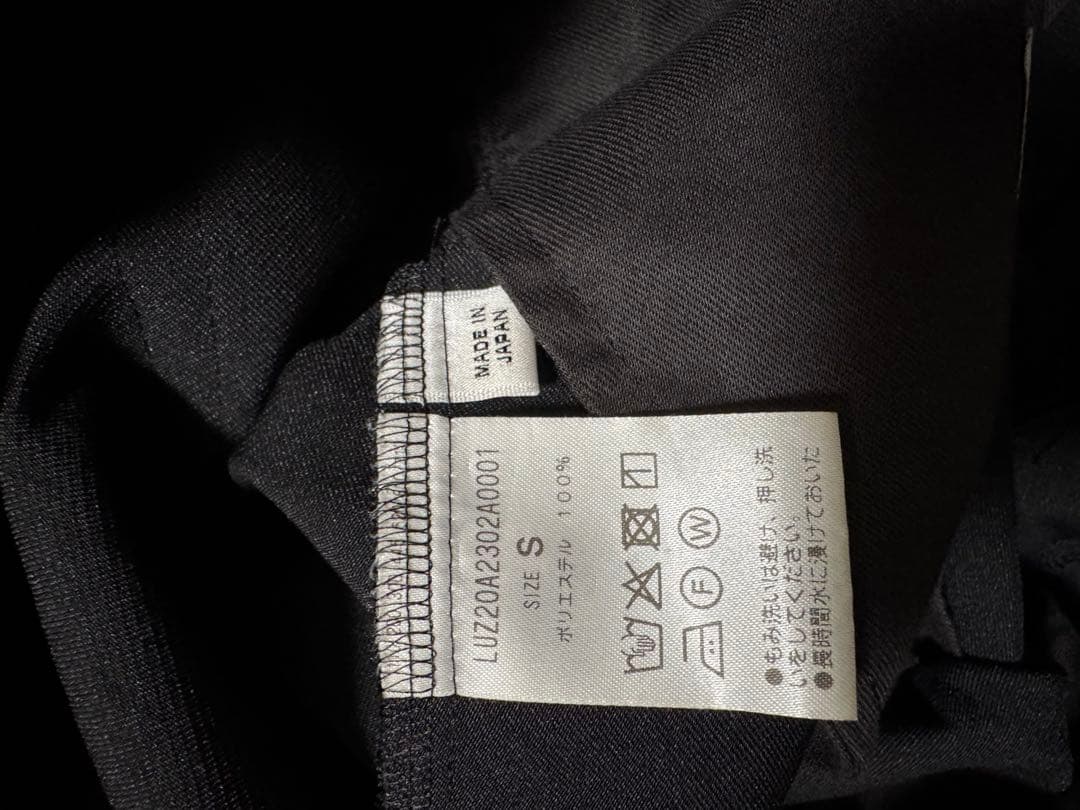 MADE IN
JAPAN
LUZ20A2302A0001
SIZE S
ポリエステル 100%
F W
●もみ洗いは避け、押し洗
いをしてください。
●長時間水に浸けておいた